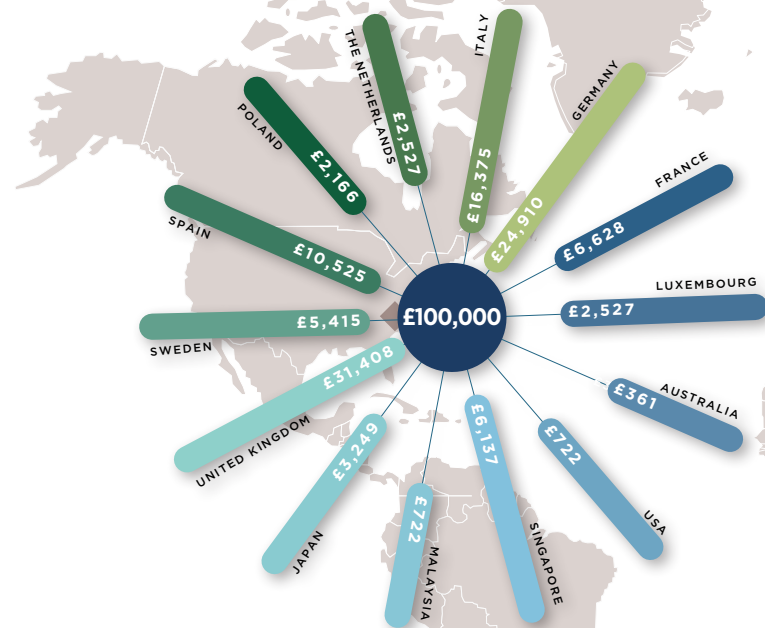 £100,000
ITALY
£16,375
GERMANY
£24,910
FRANCE
£6,628
LUXEMBOURG
£2,527
AUSTRALIA
£361
USA
£722
SINGAPORE
£6,137
MALAYSIA
£722
JAPAN
£3,249
UNITED KINGDOM
£31,408
SWEDEN
£5,415
SPAIN
£10,525
POLAND
£2,166
THE NETHERLANDS
£2,527